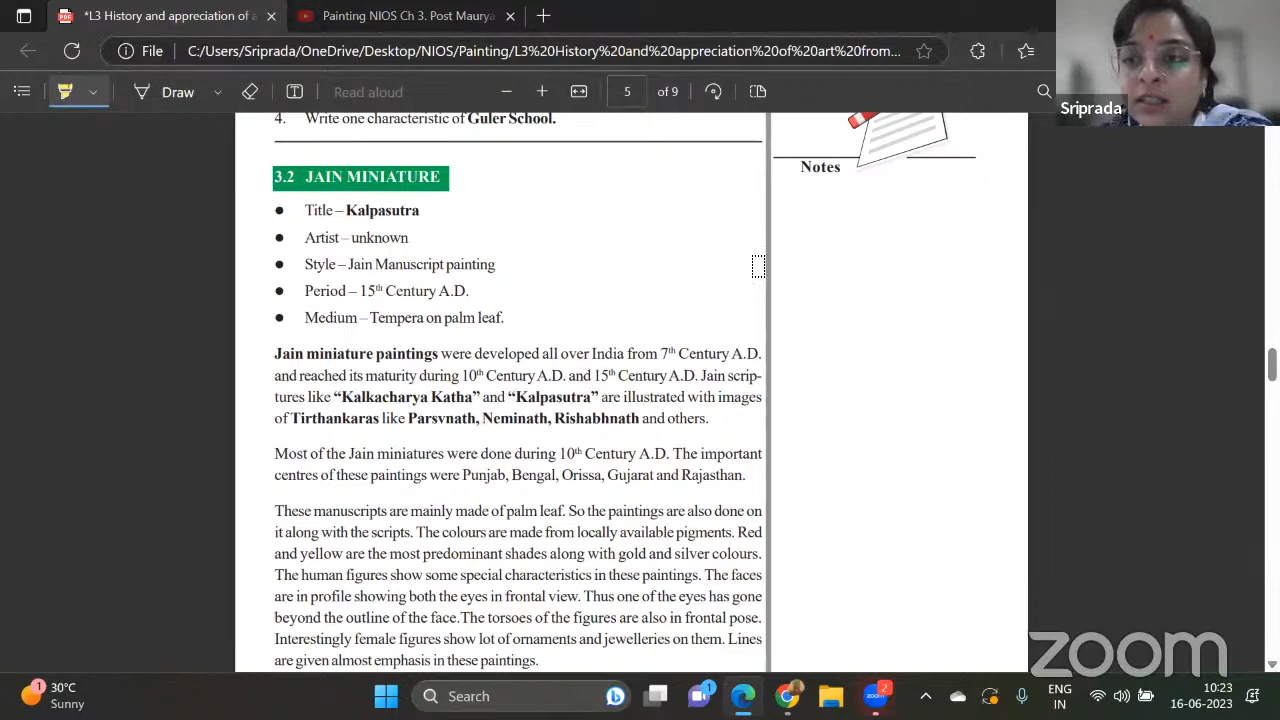 *L3 History and appreciation of a
Painting NIOS Ch 3. Post Maurya
File
C:/Users/Sriprada/OneDrive/Desktop/NIOS/Painting/L3%20History%20and%20appreciation%20of%20art%20from...
Draw
Read aloud
5
of 9
Sriprada
4. Write one characteristic of Guler School.
Notes
3.2 JAIN MINIATURE
● Title – Kalpasutra
● Artist – unknown
● Style – Jain Manuscript painting
● Period – 15th Century A.D.
● Medium – Tempera on palm leaf.
Jain miniature paintings were developed all over India from 7th Century A.D.
and reached its maturity during 10th Century A.D. and 15th Century A.D. Jain scrip-
tures like “Kalkacharya Katha” and “Kalpasutra” are illustrated with images
of Tirthankaras like Parsvnath, Neminath, Rishabhnath and others.
Most of the Jain miniatures were done during 10th Century A.D. The important
centres of these paintings were Punjab, Bengal, Orissa, Gujarat and Rajasthan.
These manuscripts are mainly made of palm leaf. So the paintings are also done on
it along with the scripts. The colours are made from locally available pigments. Red
and yellow are the most predominant shades along with gold and silver colours.
The human figures show some special characteristics in these paintings. The faces
are in profile showing both the eyes in frontal view. Thus one of the eyes has gone
beyond the outline of the face.The torsoes of the figures are also in frontal pose.
Interestingly female figures show lot of ornaments and jewelleries on them. Lines
are given almost emphasis in these paintings.
zoom
1
30°C
Sunny
Search
1
zoom
2
ENG
IN
10:23
16-06-2023